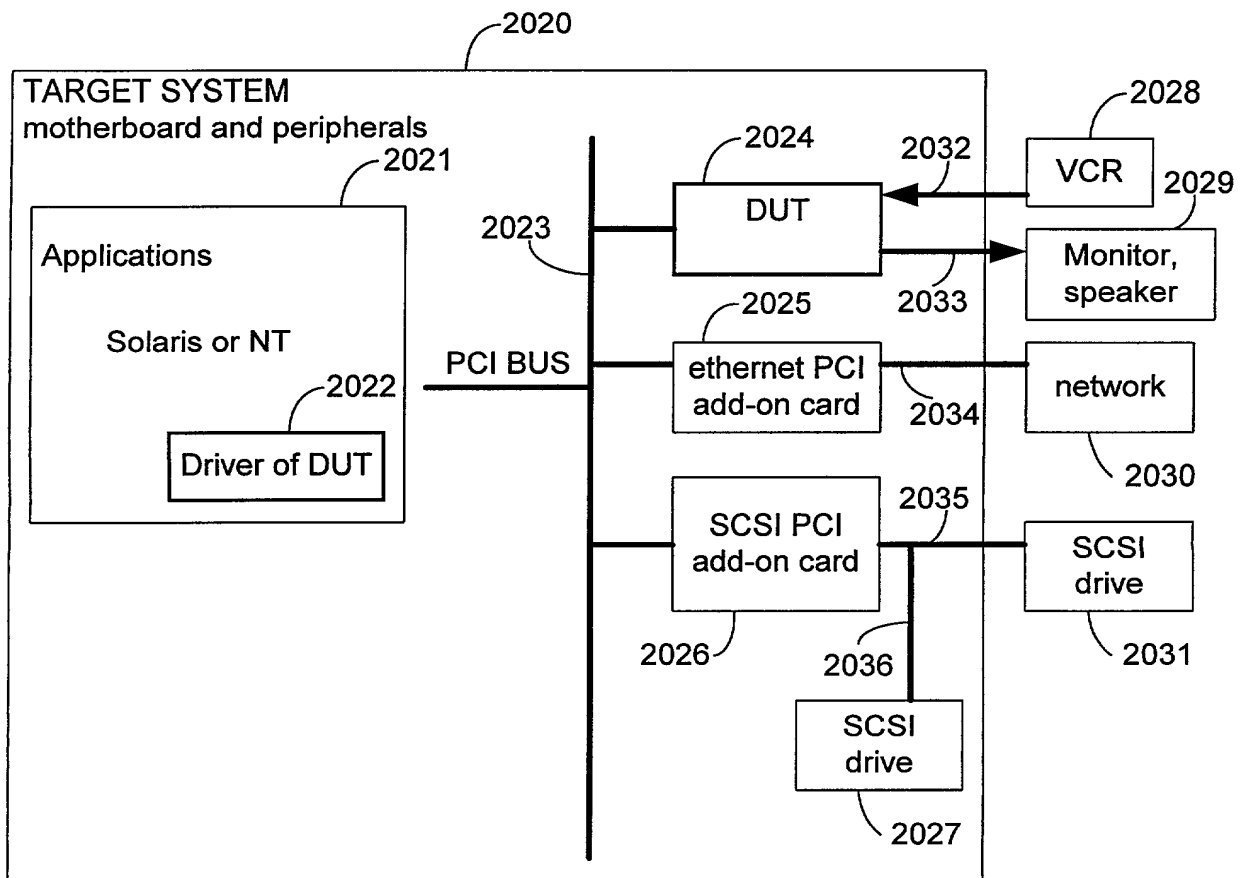 2020
TARGET SYSTEM
motherboard and peripherals
2021
Applications
Solaris or NT
2022
Driver of DUT
2023
PCI BUS
2024
DUT
2032
2028
VCR
2029
Monitor,
speaker
2033
2025
ethernet PCI
add-on card
2034
network
2030
SCSI PCI
add-on card
2035
SCSI
drive
2026
2036
2031
SCSI
drive
2027